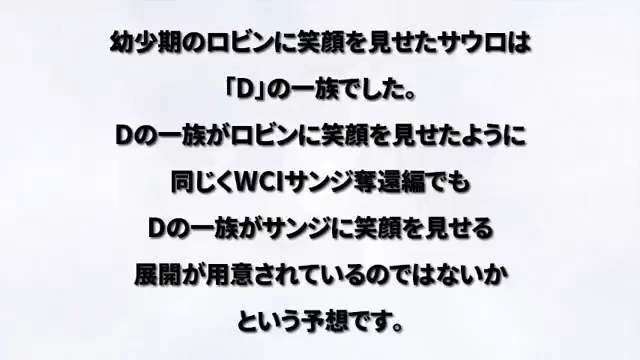 幼少期のロビンに笑顔を見せたサウロは
「D」の一族でした。
Dの一族がロビンに笑顔を見せたように
同じくWCIサンジ奪還編でも
Dの一族がサンジに笑顔を見せる
展開が用意されているのではないか
という予想です。